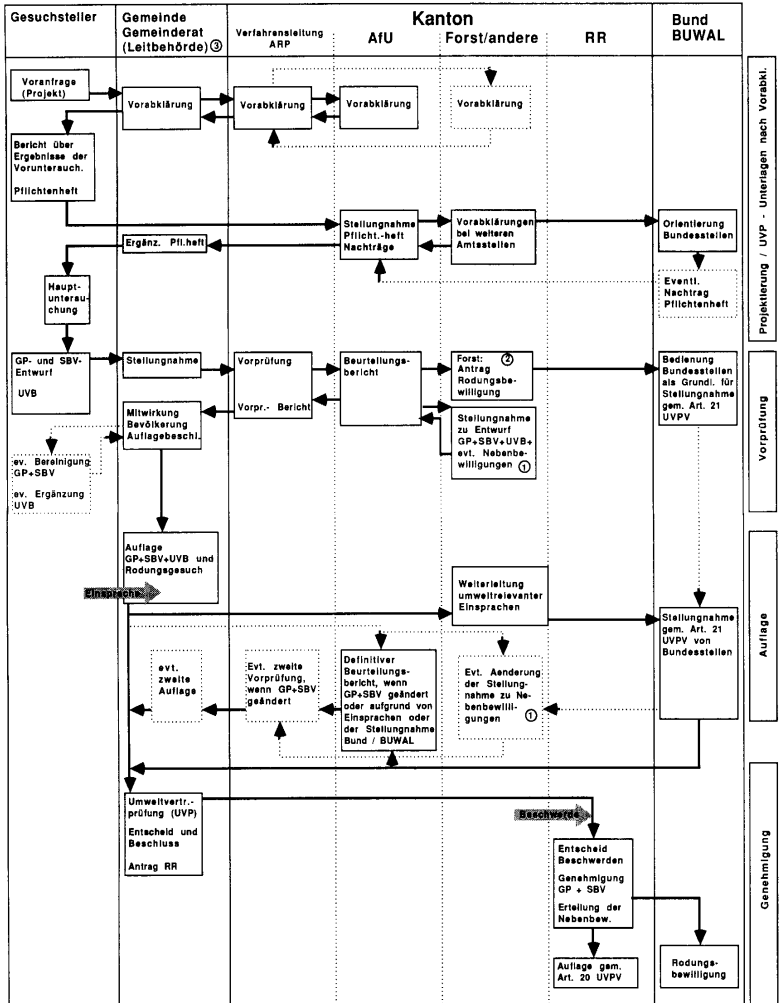 Gesuchsteller
Gemeinde
Gemeinderat
(Leitbehörde) ③
Kanton
Verfahrensleitung
ARP
AfU
Forst/andere
RR
Bund
BUWAL
Voranfrage
(Projekt)
Vorabklärung
Vorabklärung
Vorabklärung
Vorabklärung
Bericht über
Ergebnisse der
Voruntersuch.
Pflichtenheft
Stellungnahme
Pflicht.-heft
Nachträge
Vorabklärungen
bei weiteren
Amtsstellen
Orientierung
Bundesstellen
Ergänz. Pfl.heft
Eventl.
Nachtrag
Pflichtenheft
Haupt-
untersu-
chung
Projektierung / UVP - Unterlagen nach Vorabkl.
GP- und SBV-
Entwurf
UVB
Stellungnahme
Vorprüfung
Vorpr.- Bericht
Beurteilungs-
bericht
Forst: ②
Antrag
Rodungsbe-
willigung
Bedienung
Bundesstellen
als Grundl. für
Stellungnahme
gem. Art. 21
UVPV
Mitwirkung
Bevölkerung
Auflagebeschl.
Stellungnahme
zu Entwurf
GP+SBV+UVB+
evt. Nebenbe-
willigungen ①
ev. Bereinigung
GP+SBV
ev. Ergänzung
UVB
Vorprüfung
Auflage
GP+SBV+UVB und
Rodungsgesuch
Einsprache
Weiterleitung
umweltrelevanter
Einsprachen
Stellungnahme
gem. Art. 21
UVPV von
Bundesstellen
evt.
zweite
Auflage
Evt. zweite
Vorprüfung,
wenn GP+SBV
geändert
Definitiver
Beurteilungs-
bericht, wenn
GP+SBV geändert
oder aufgrund von
Einsprachen oder
der Stellungnahme
Bund / BUWAL
Evt. Aenderung
der Stellung-
nahme zu Ne-
benbewilli-
gungen ①
Auflage
Umweltvertr.-
prüfung (UVP)
Entscheid und
Beschluss
Antrag RR
Beschwerde
Entscheid
Beschwerden
Genehmigung
GP + SBV
Erteilung der
Nebenbew.
Auflage gem.
Art. 20 UVPV
Rodungs-
bewilligung
Genehmigung